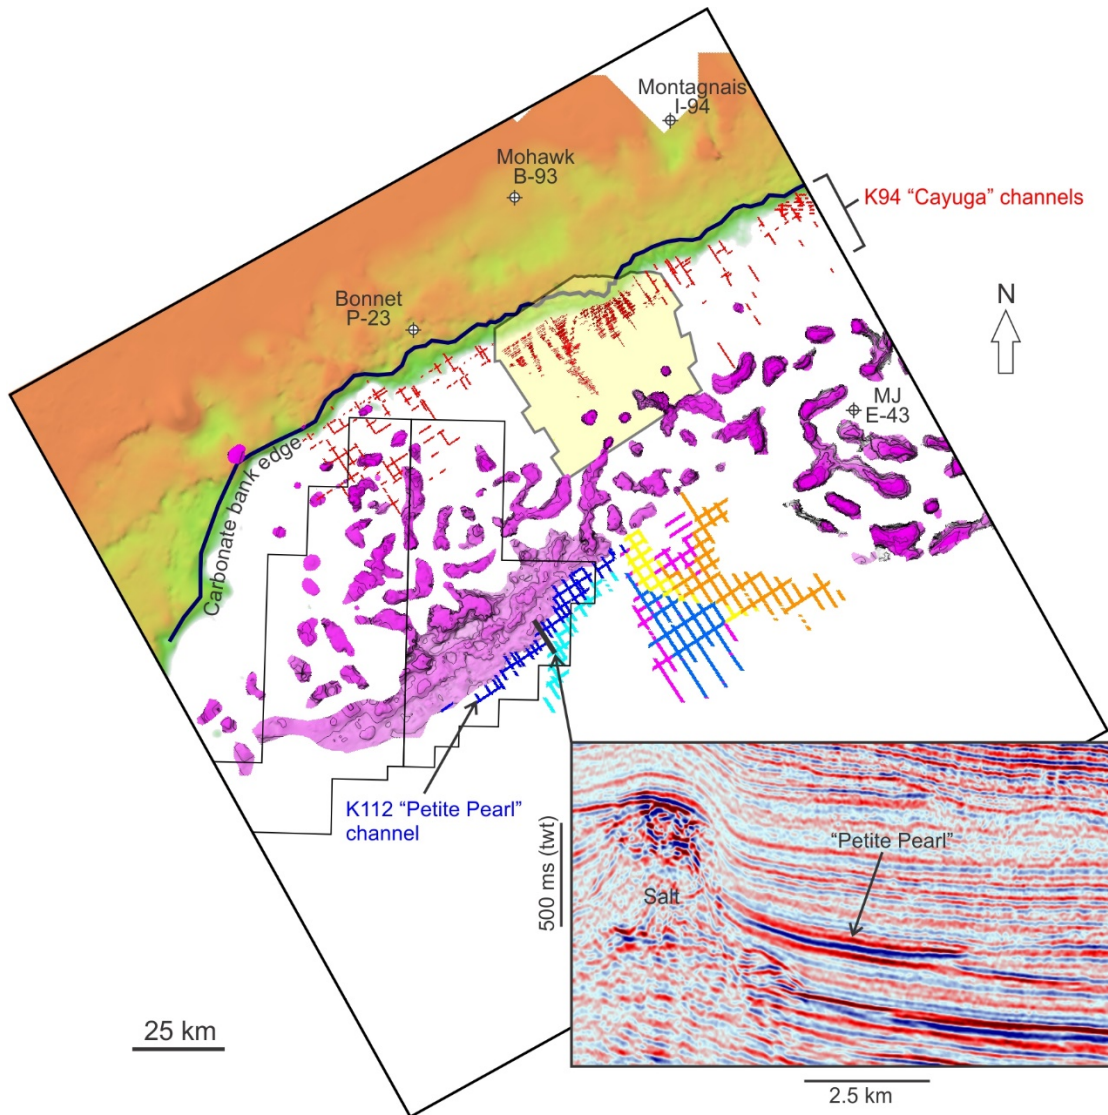 Montagnais
I-94
Mohawk
B-93
K94 “Cayuga” channels
Bonnet
P-23
N
MJ
E-43
Carbonate bank edge
K112 “Petite Pearl”
channel
“Petite Pearl”
500 ms (twt)
Salt
25 km
2.5 km